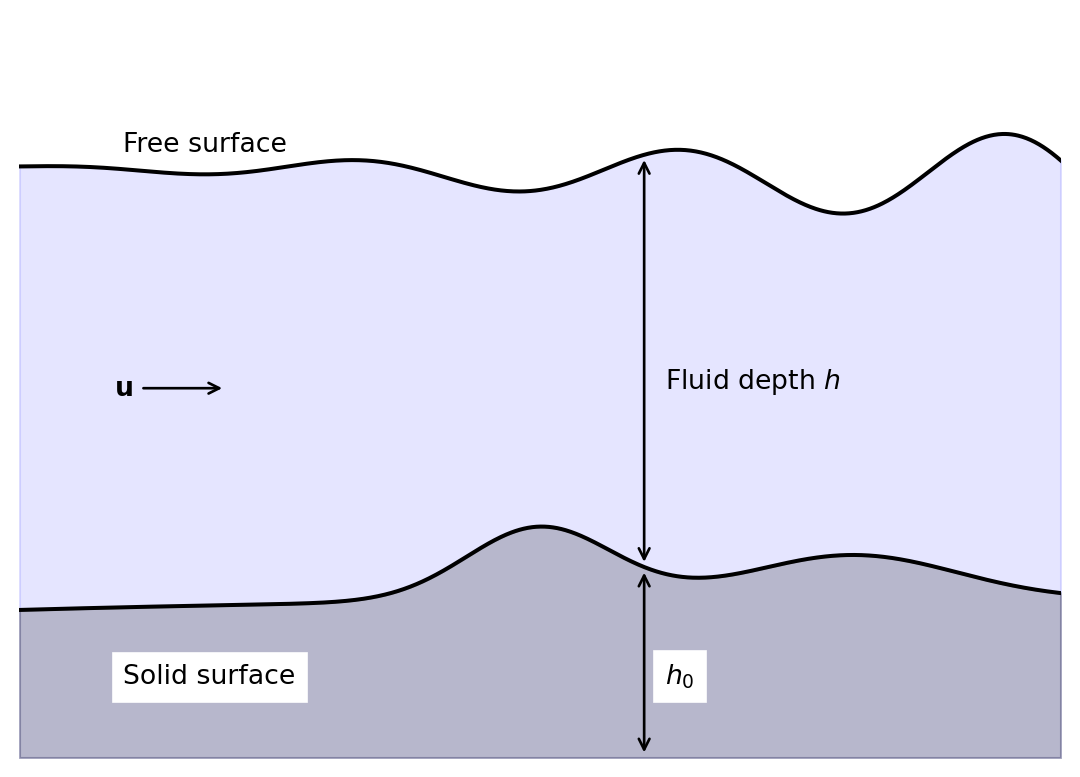 Free surface
u
Fluid depth h
Solid surface
h₀